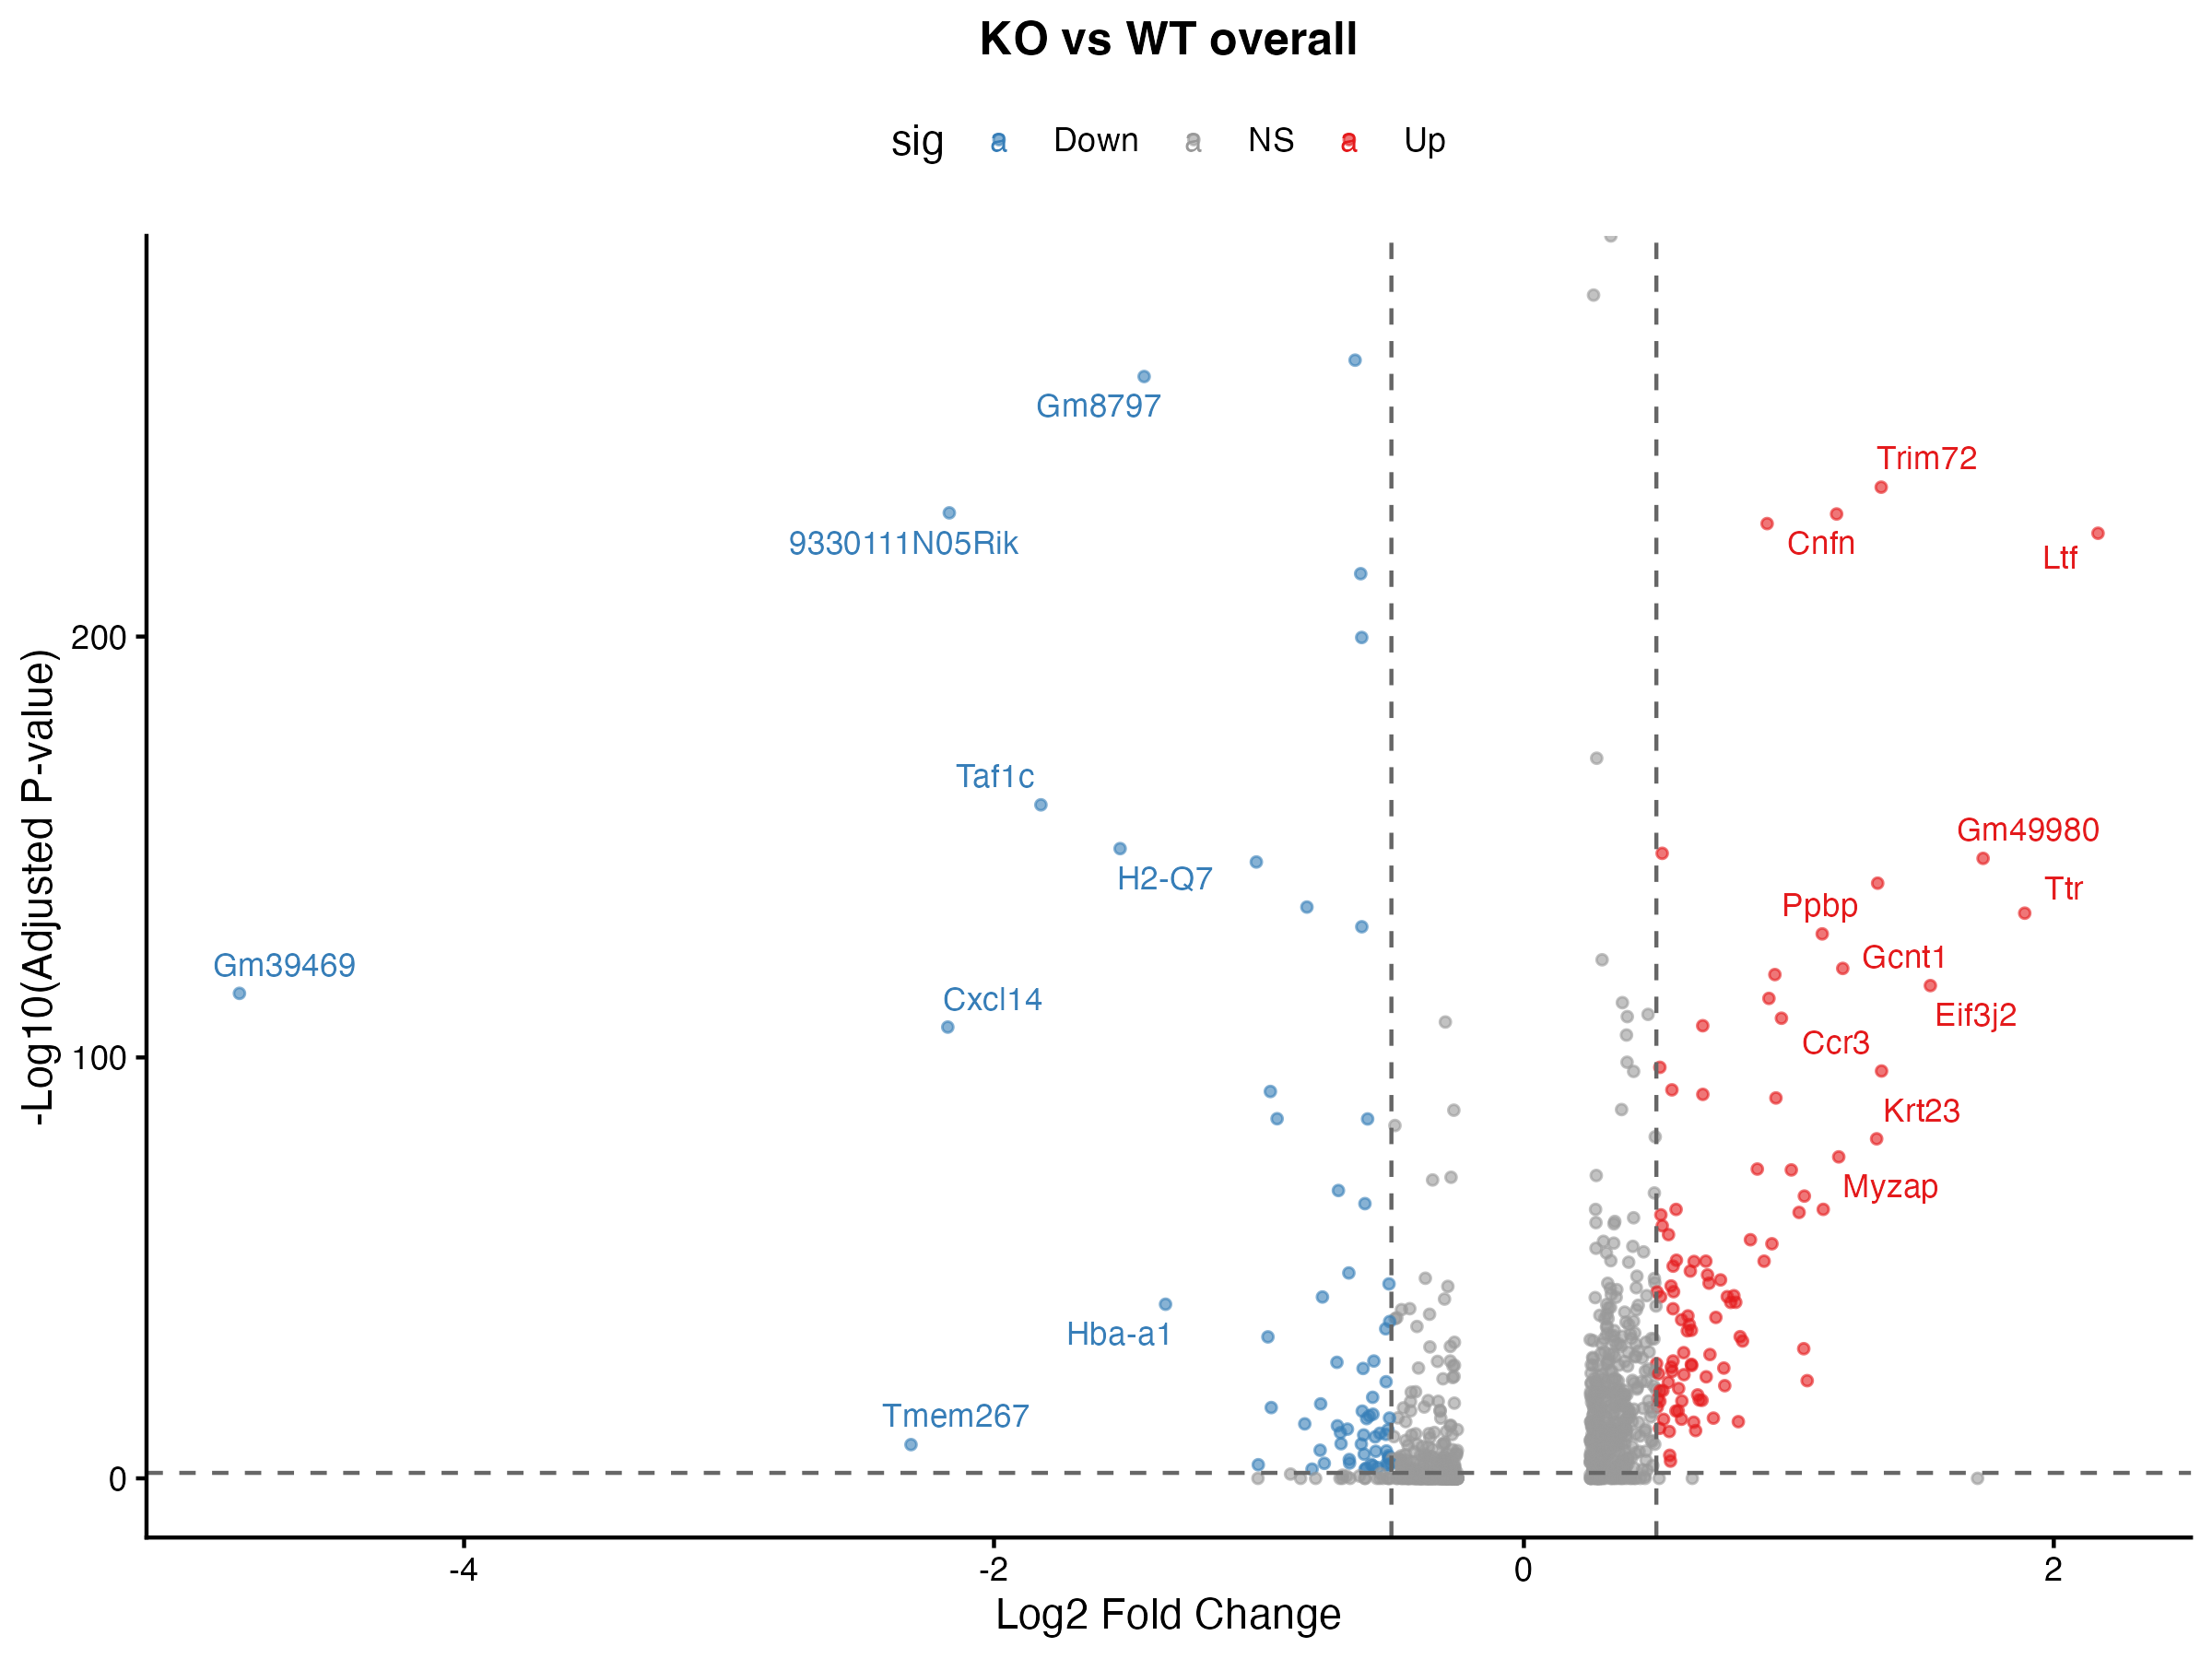 KO vs WT overall
sig a Down a NS a Up
Gm8797
Trim72
9330111N05Rik
Cnfn
Ltf
200
Taf1c
Gm49980
H2-Q7
Ttr
Ppbp
Gm39469
Gcnt1
Cxcl14
Eif3j2
Ccr3
100
Krt23
Myzap
Hba-a1
Tmem267
0
-Log10(Adjusted P-value)
-4 -2 0 2
Log2 Fold Change